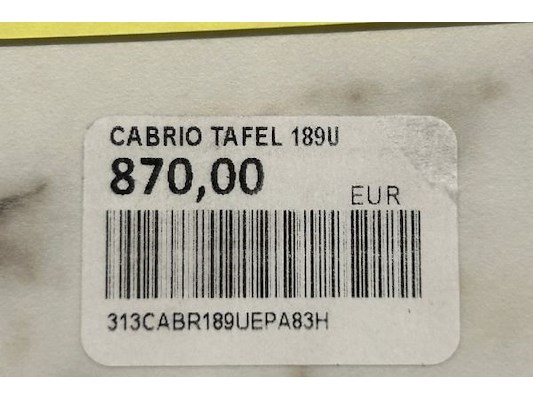 CABRIO TAFEL 189U
870,00
EUR
313CABR189UEPA83H